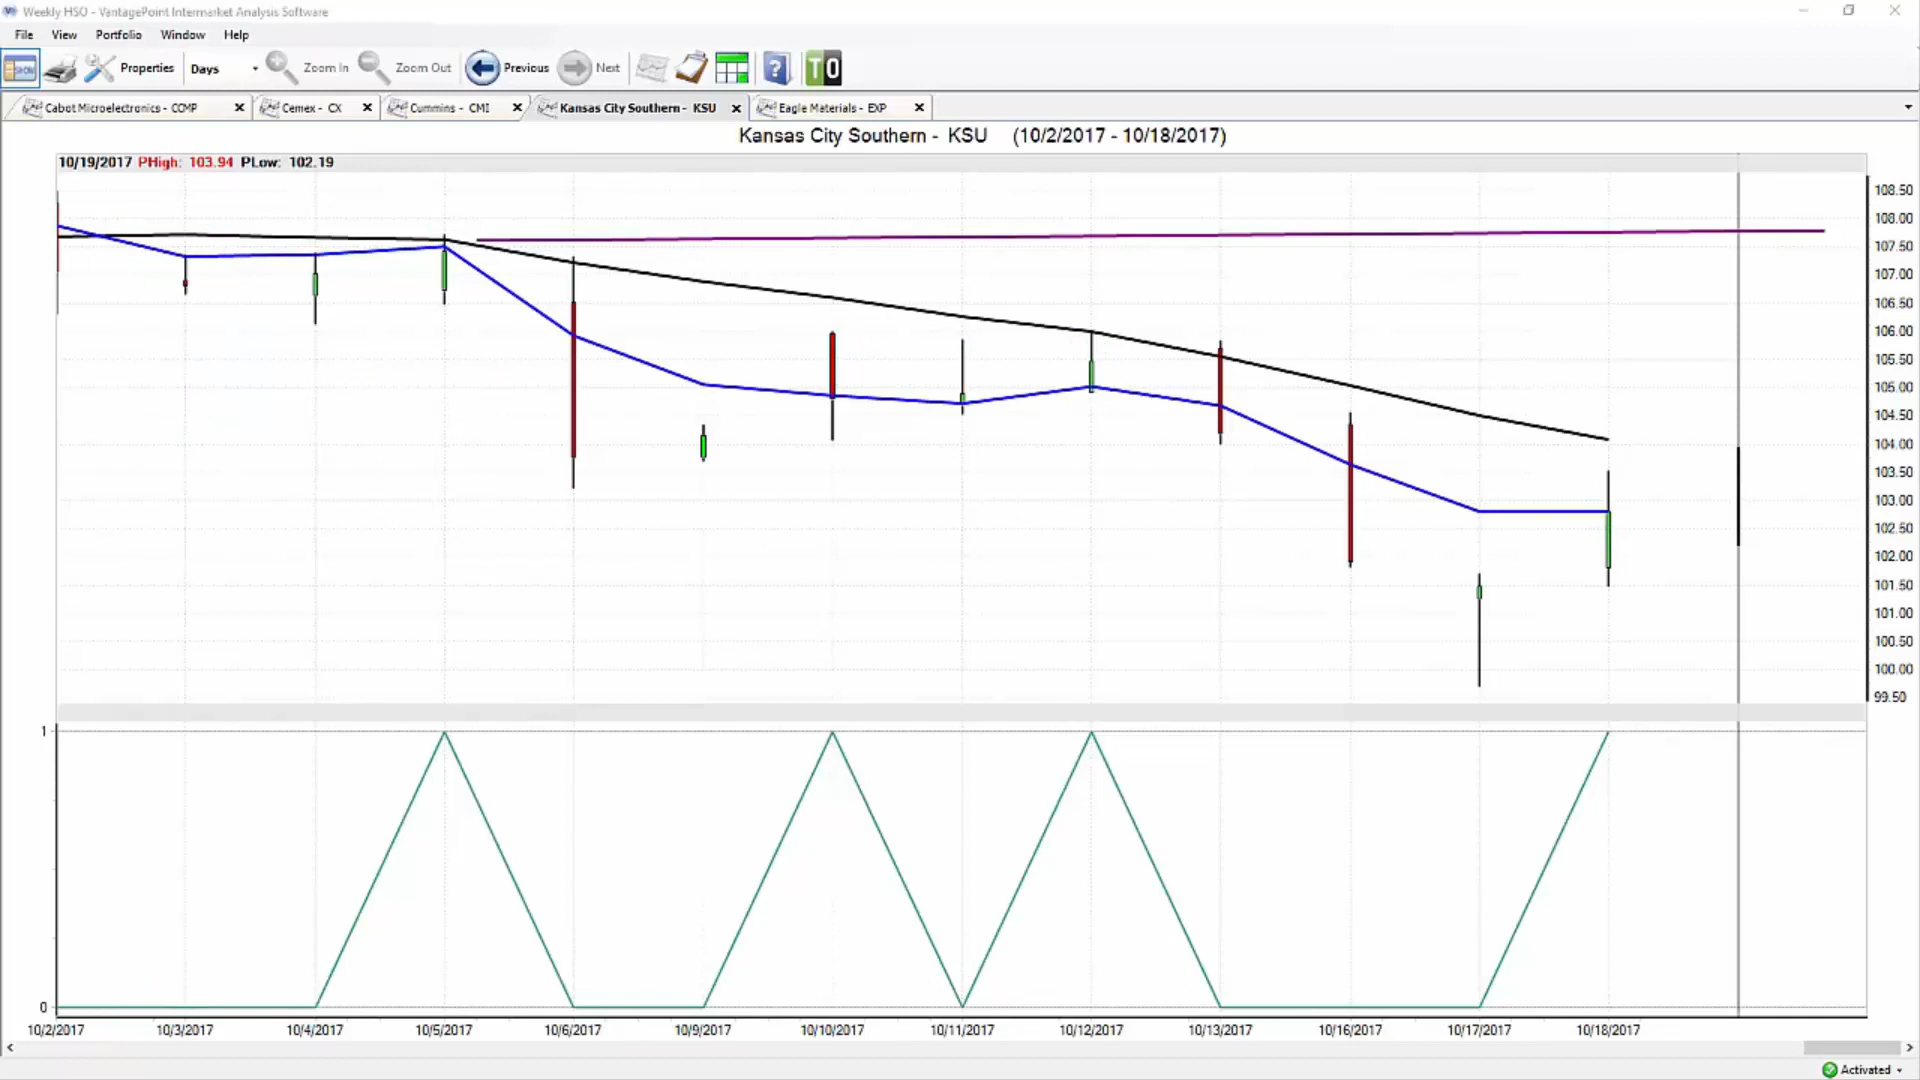 Weekly HSO - VantagePoint Intermarket Analysis Software
File View Portfolio Window Help
SHOW Properties Days Zoom In Zoom Out Previous Next ? TO
Cabot Microelectronics - COMP Cemex - CX Cummins - CMI Kansas City Southern - KSU Eagle Materials - EXP
Kansas City Southern - KSU (10/2/2017 - 10/18/2017)
10/19/2017 PHigh: 103.94 PLow: 102.19
108.50
108.00
107.50
107.00
106.50
106.00
105.50
105.00
104.50
104.00
103.50
103.00
102.50
102.00
101.50
101.00
100.50
100.00
99.50
1
0
10/2/2017 10/3/2017 10/4/2017 10/5/2017 10/6/2017 10/9/2017 10/10/2017 10/11/2017 10/12/2017 10/13/2017 10/16/2017 10/17/2017 10/18/2017
Activated